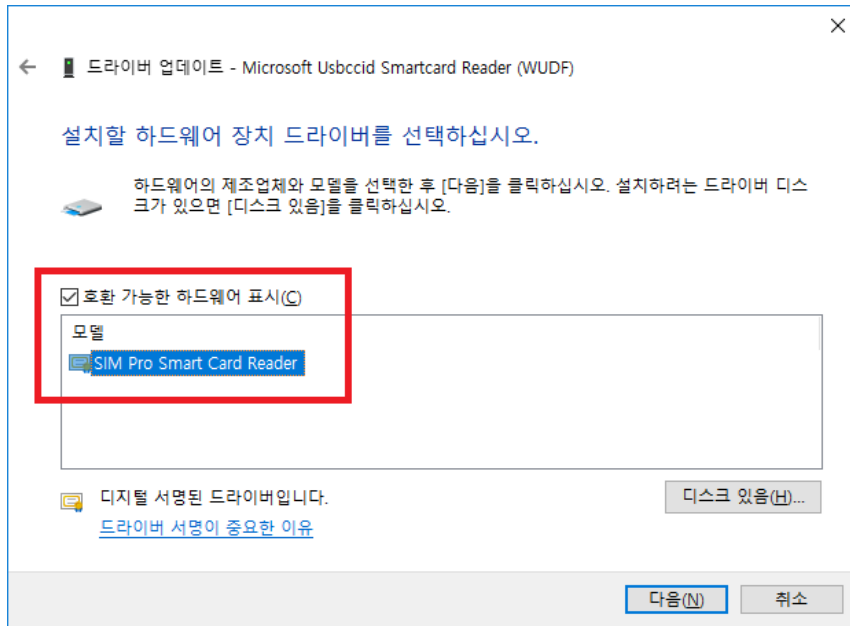 드라이버 업데이트 - Microsoft Usbccid Smartcard Reader (WUDF)
설치할 하드웨어 장치 드라이버를 선택하십시오.
하드웨어의 제조업체와 모델을 선택한 후 [다음]을 클릭하십시오. 설치하려는 드라이버 디스
크가 있으면 [디스크 있음]을 클릭하십시오.
호환 가능한 하드웨어 표시(C)
모델
SIM Pro Smart Card Reader
디지털 서명된 드라이버입니다.
디스크 있음(H)...
드라이버 서명이 중요한 이유
다음(N)
취소